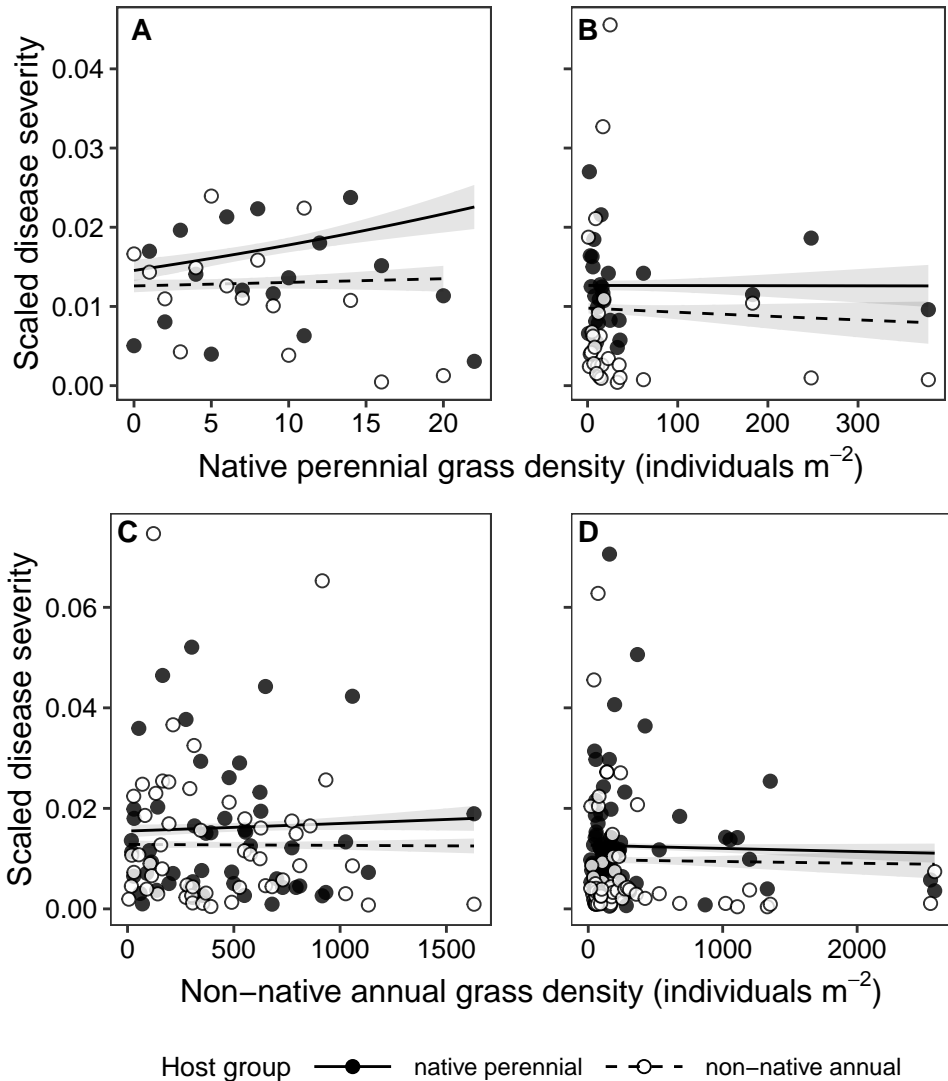 A
B
Scaled disease severity
0.04
0.03
0.02
0.01
0.00
0 5 10 15 20
0 100 200 300
Native perennial grass density (individuals m⁻²)
C
D
Scaled disease severity
0.06
0.04
0.02
0.00
0 500 1000 1500
0 1000 2000
Non−native annual grass density (individuals m⁻²)
Host group native perennial non−native annual